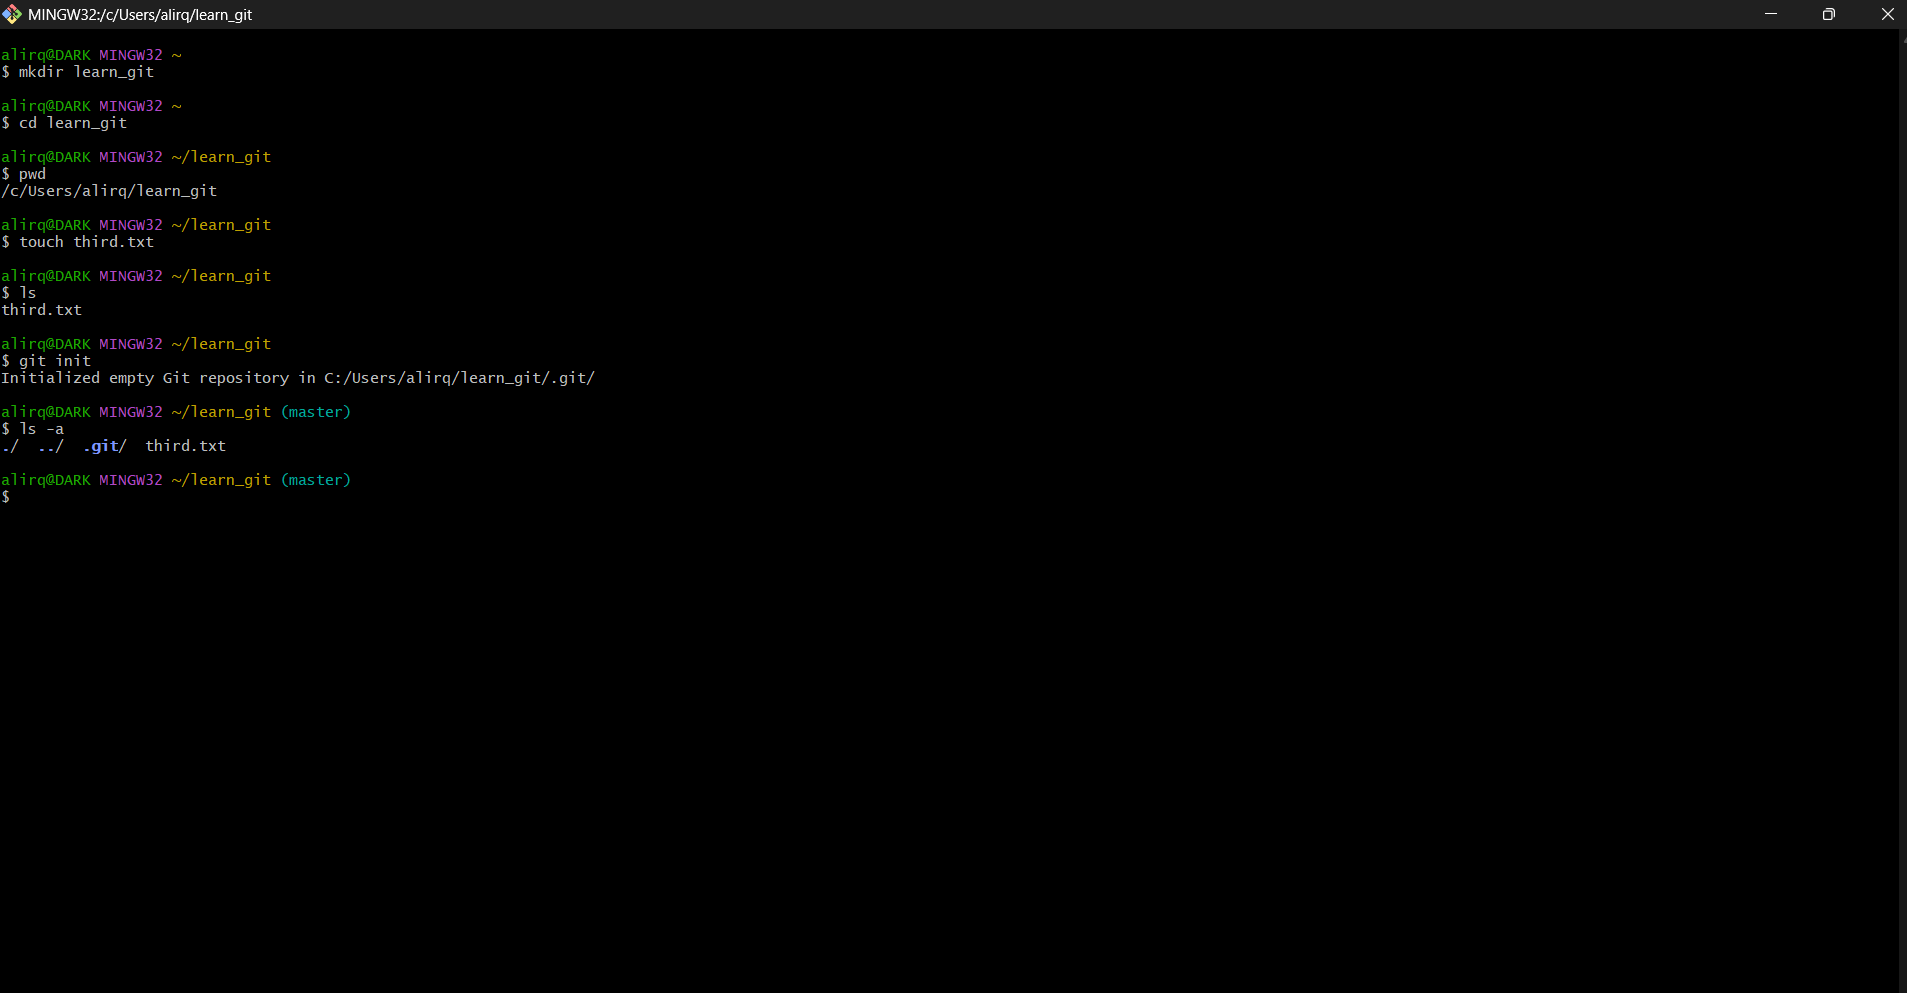 MINGW32:/c/Users/alirq/learn_git
alirq@DARK MINGW32 ~
$ mkdir learn_git
alirq@DARK MINGW32 ~
$ cd learn_git
alirq@DARK MINGW32 ~/learn_git
$ pwd
/c/Users/alirq/learn_git
alirq@DARK MINGW32 ~/learn_git
$ touch third.txt
alirq@DARK MINGW32 ~/learn_git
$ ls
third.txt
alirq@DARK MINGW32 ~/learn_git
$ git init
Initialized empty Git repository in C:/Users/alirq/learn_git/.git/
alirq@DARK MINGW32 ~/learn_git (master)
$ ls -a
./  ../  .git/  third.txt
alirq@DARK MINGW32 ~/learn_git (master)
$